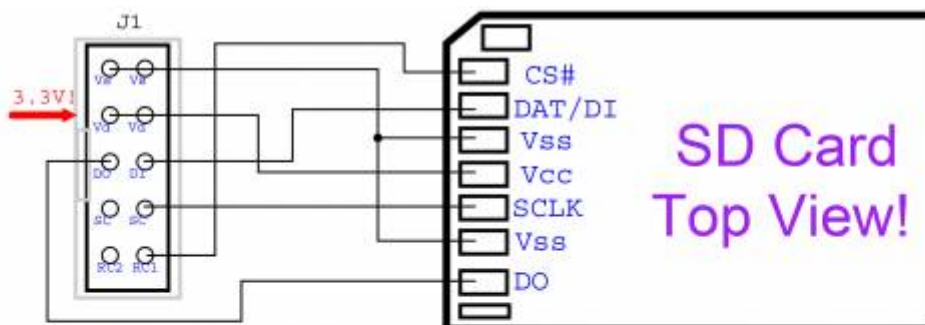 J1
3.3V!
Vs Vs
Vd Vd
DO DI
SC SC
RC2 RC1
CS#
DAT/DI
Vss
Vcc
SCLK
Vss
DO
SD Card
Top View!